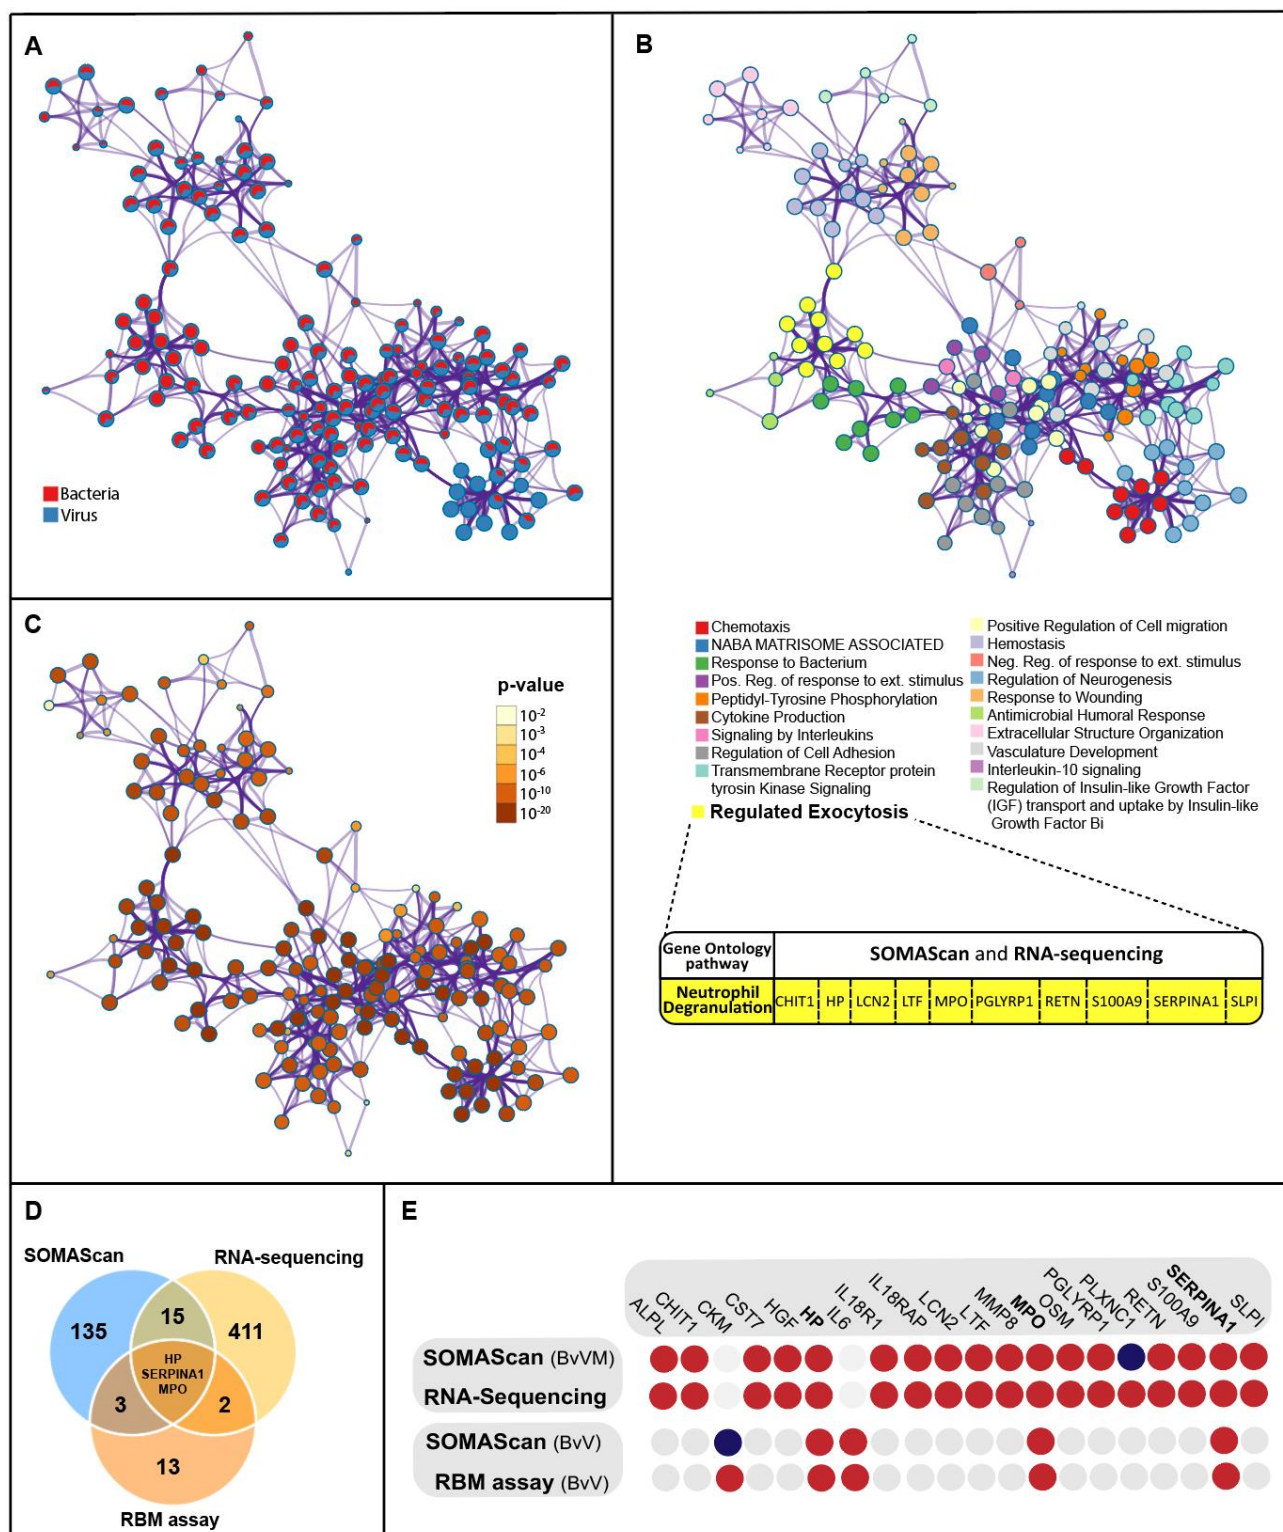 A
Bacteria
Virus
B
Chemotaxis
NABA MATRISOME ASSOCIATED
Response to Bacterium
Pos. Reg. of response to ext. stimulus
Peptidyl-Tyrosine Phosphorylation
Cytokine Production
Signaling by Interleukins
Regulation of Cell Adhesion
Transmembrane Receptor protein
tyrosin Kinase Signaling
Regulated Exocytosis
Positive Regulation of Cell migration
Hemostasis
Neg. Reg. of response to ext. stimulus
Regulation of Neurogenesis
Response to Wounding
Antimicrobial Humoral Response
Extracellular Structure Organization
Vasculature Development
Interleukin-10 signaling
Regulation of Insulin-like Growth Factor
(IGF) transport and uptake by Insulin-like
Growth Factor Bi
Gene Ontology
pathway
SOMAScan and RNA-sequencing
Neutrophil
Degranulation
CHIT1 HP LCN2 LTF MPO PGLYRP1 RETN S100A9 SERPINA1 SLPI
C
p-value
10-2
10-3
10-4
10-6
10-10
10-20
D
SOMAScan
RNA-sequencing
135
15
411
HP
SERPINA1
MPO
3
2
13
RBM assay
E
ALPL CHIT1 CKM CST7 HGF HP IL6 IL18R1 IL18RAP LCN2 LTF MMP8 MPO OSM PGLYRP1 PLXNC1 RETN S100A9 SERPINA1 SLPI
SOMAScan (BvVM)
RNA-Sequencing
SOMAScan (BvV)
RBM assay (BvV)